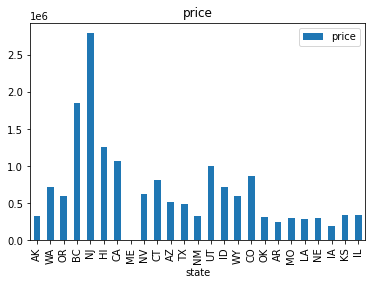 price
1e6
price
2.5
2.0
1.5
1.0
0.5
0.0
AK WA OR BC NJ HI CA ME NV CT AZ TX NM UT ID WY CO OK AR MO LA NE IA KS IL
state